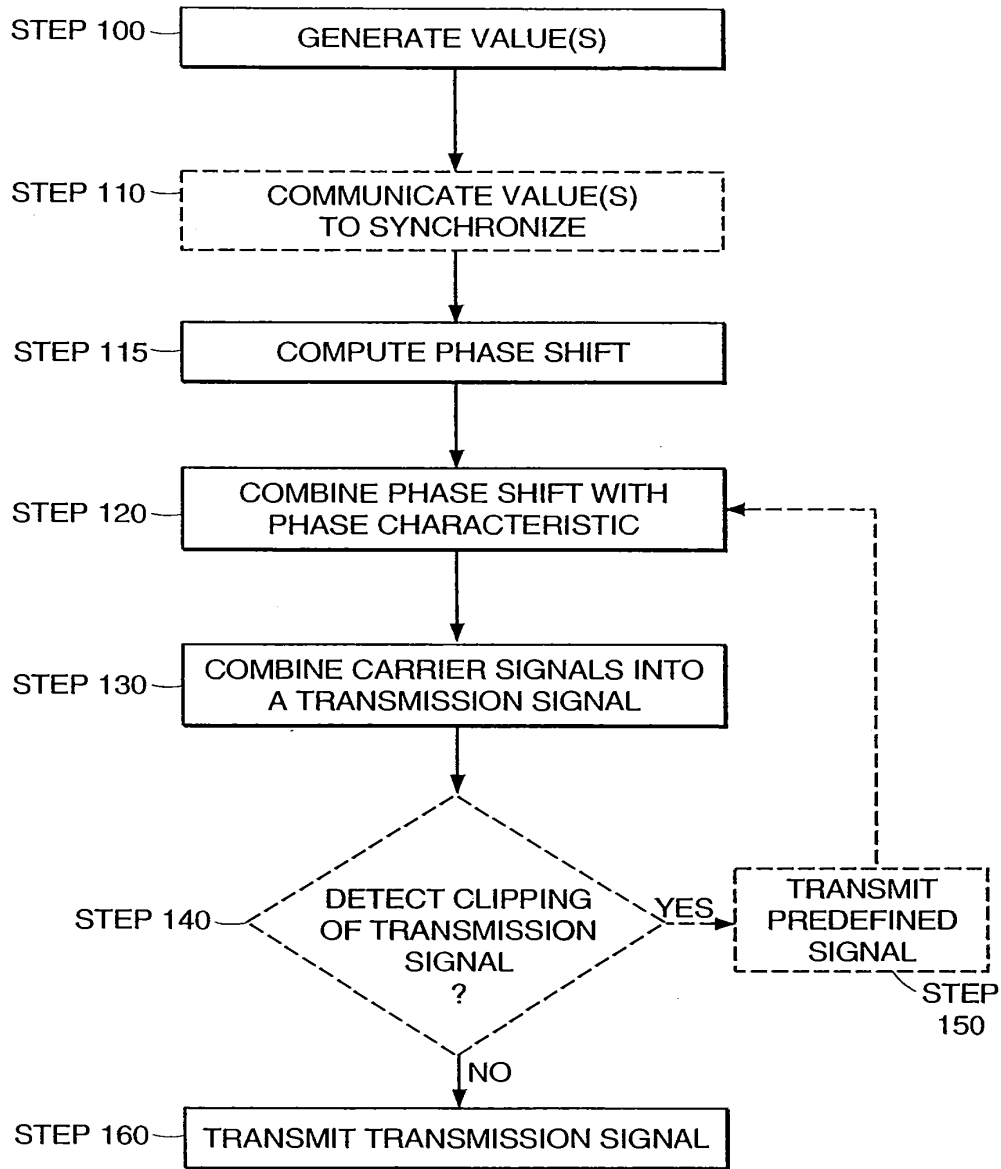 STEP 100
GENERATE VALUE(S)
STEP 110
COMMUNICATE VALUE(S)
TO SYNCHRONIZE
STEP 115
COMPUTE PHASE SHIFT
STEP 120
COMBINE PHASE SHIFT WITH
PHASE CHARACTERISTIC
STEP 130
COMBINE CARRIER SIGNALS INTO
A TRANSMISSION SIGNAL
STEP 140
DETECT CLIPPING
OF TRANSMISSION
SIGNAL
?
YES
TRANSMIT
PREDEFINED
SIGNAL
STEP
150
NO
STEP 160
TRANSMIT TRANSMISSION SIGNAL